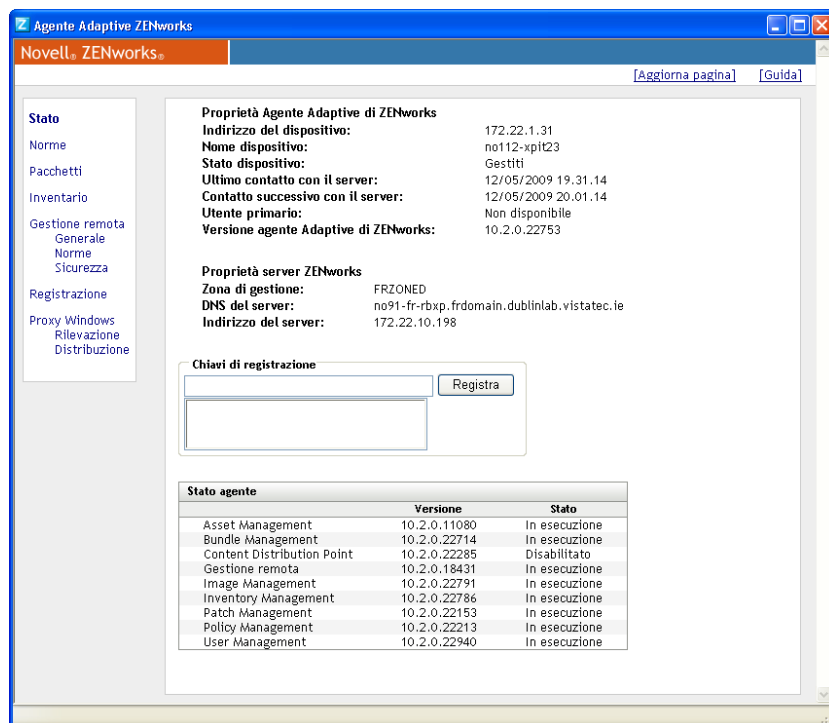 Agente Adaptive ZENworks
Novell® ZENworks®
[Aggiorna pagina] [Guida]
Stato
Norme
Pacchetti
Inventario
Gestione remota
Generale
Norme
Sicurezza
Registrazione
Proxy Windows
Rilevazione
Distribuzione
Proprietà Agente Adaptive di ZENworks
Indirizzo del dispositivo: 172.22.1.31
Nome dispositivo: no112-xpit23
Stato dispositivo: Gestiti
Ultimo contatto con il server: 12/05/2009 19.31.14
Contatto successivo con il server: 12/05/2009 20.01.14
Utente primario: Non disponibile
Versione agente Adaptive di ZENworks: 10.2.0.22753
Proprietà server ZENworks
Zona di gestione: FRZONED
DNS del server: no91-fr-rbxp.frdomain.dublinlab.vistatec.ie
Indirizzo del server: 172.22.10.198
Chiavi di registrazione
Registra
Stato agente
Versione Stato
Asset Management 10.2.0.11080 In esecuzione
Bundle Management 10.2.0.22714 In esecuzione
Content Distribution Point 10.2.0.22285 Disabilitato
Gestione remota 10.2.0.18431 In esecuzione
Image Management 10.2.0.22791 In esecuzione
Inventory Management 10.2.0.22786 In esecuzione
Patch Management 10.2.0.22153 In esecuzione
Policy Management 10.2.0.22213 In esecuzione
User Management 10.2.0.22940 In esecuzione